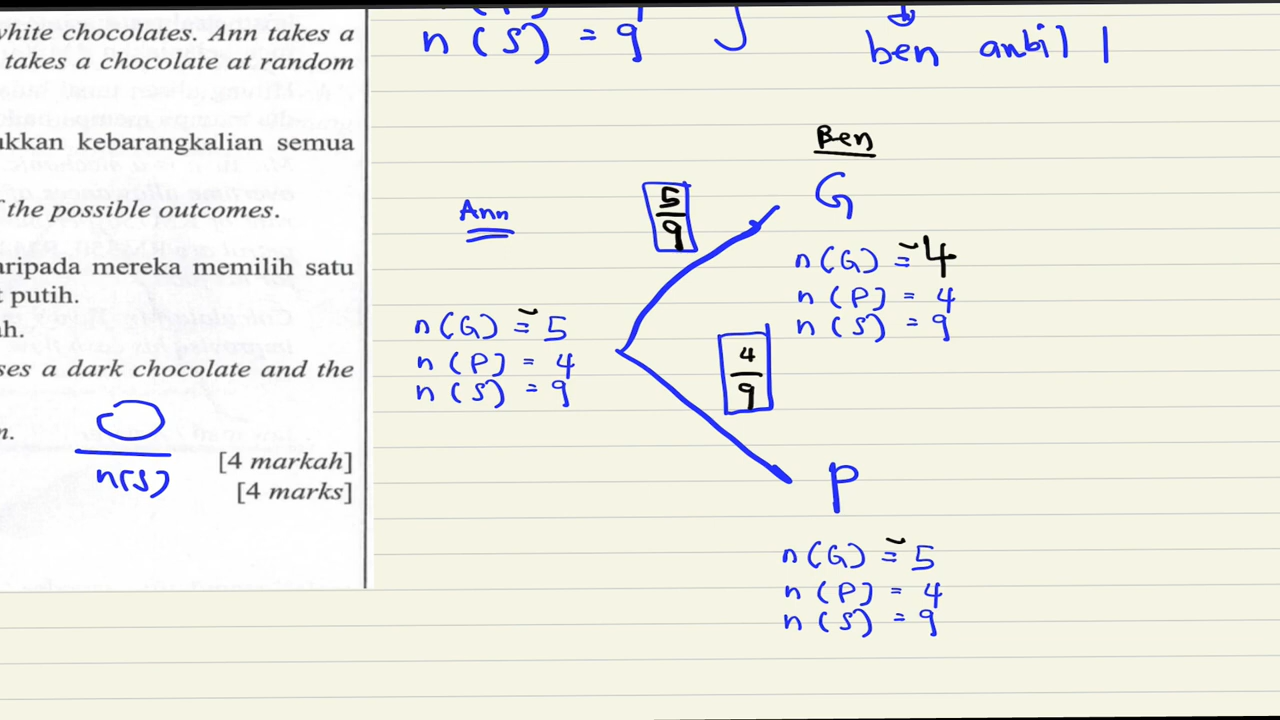 white chocolates. Ann takes a
takes a chocolate at random
ukkan kebarangkalian semua
f the possible outcomes.
aripada mereka memilih satu
t putih.
ah.
ses a dark chocolate and the
n.
n(S)
[4 markah]
[4 marks]
n(S) = 9
ben ambil 1
Ann
n(G) = 5
n(P) = 4
n(S) = 9
5/9
4/9
Ben
G
n(G) = 4
n(P) = 4
n(S) = 9
P
n(G) = 5
n(P) = 4
n(S) = 9